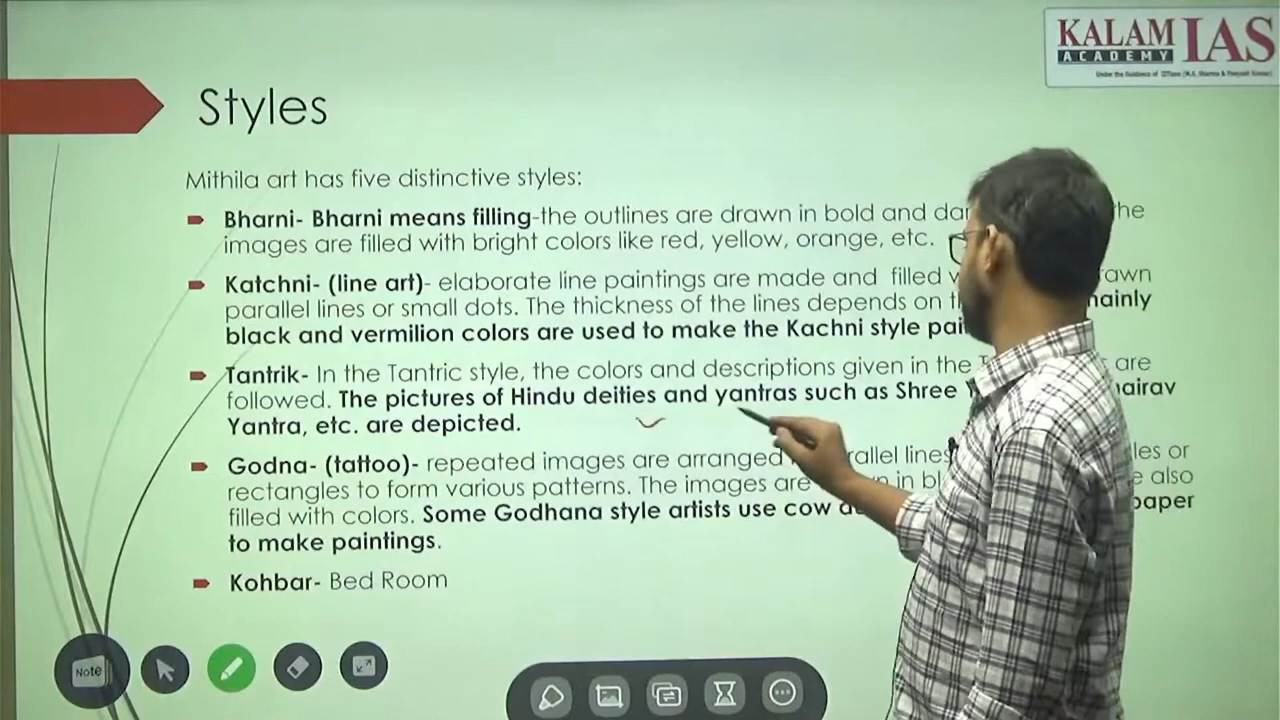 KALAM IAS
ACADEMY
Styles
Mithila art has five distinctive styles:
Bharni- Bharni means filling-the outlines are drawn in bold and the
images are filled with bright colors like red, yellow, orange, etc.
Katchni- (line art)- elaborate line paintings are made and filled
parallel lines or small dots. The thickness of the lines depends on
black and vermilion colors are used to make the Kachni style
Tantrik- In the Tantric style, the colors and descriptions given in the are
followed. The pictures of Hindu deities and yantras such as Shree
Yantra, etc. are depicted.
Godna- (tattoo)- repeated images are arranged lines or
rectangles to form various patterns. The images are in also
filled with colors. Some Godhana style artists use cow paper
to make paintings.
Kohbar- Bed Room
Note